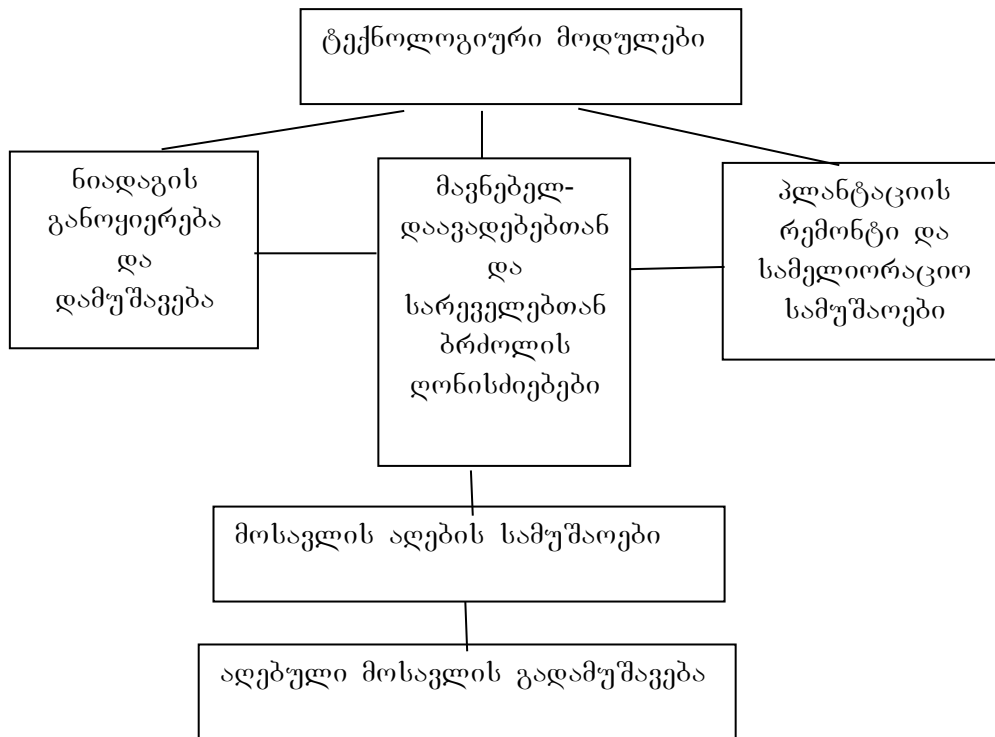 ტექნოლოგიური მოდულები
ნიადაგის
განოყიერება
და
დამუშავება
მავნებელ-
დაავადებებთან
და
სარეველებთან
ბრძოლის
ღონისძიებები
პლანტაციის
რემონტი და
სამელიორაციო
სამუშაოები
მოსავლის აღების სამუშაოები
აღებული მოსავლის გადამუშავება